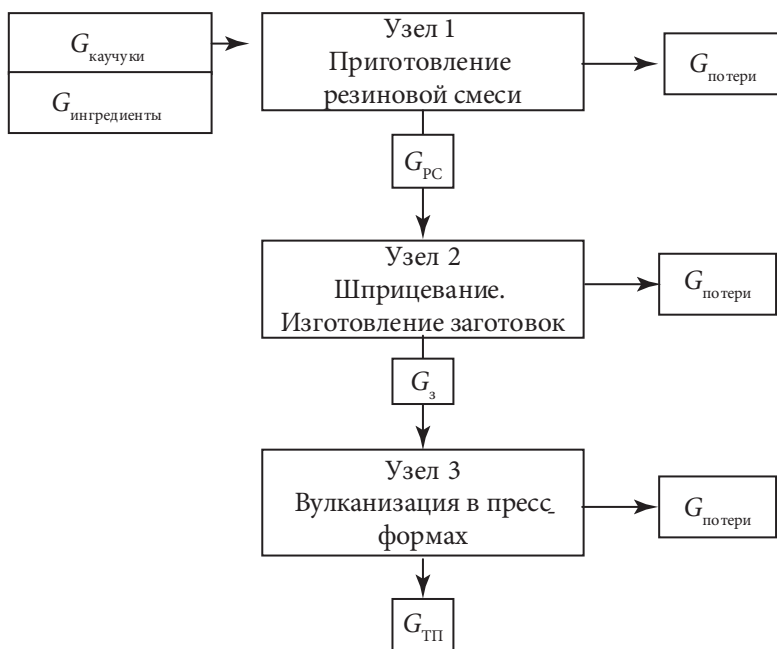 G каучуки
G ингредиенты
Узел 1
Приготовление
резиновой смеси
G потери
G РС
Узел 2
Шприцевание.
Изготовление заготовок
G потери
G з
Узел 3
Вулканизация в пресс-
формах
G потери
G ТП